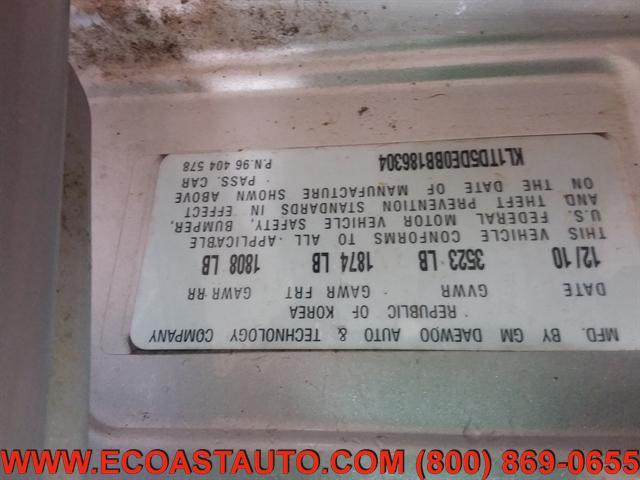 MFD. BY GM DAEWOO AUTO & TECHNOLOGY COMPANY
REPUBLIC OF KOREA
DATE GVWR GAWR FRT GAWR RR
12/10 3523 LB 1874 LB 1808 LB
THIS VEHICLE CONFORMS TO ALL APPLICABLE
U.S. FEDERAL MOTOR VEHICLE SAFETY, BUMPER,
AND THEFT PREVENTION STANDARDS IN EFFECT
ON THE DATE OF MANUFACTURE SHOWN ABOVE
PASS. CAR
KL1TD5DE0BB186304 P.N.96 404 578
WWW.ECOASTAUTO.COM (800) 869-0655